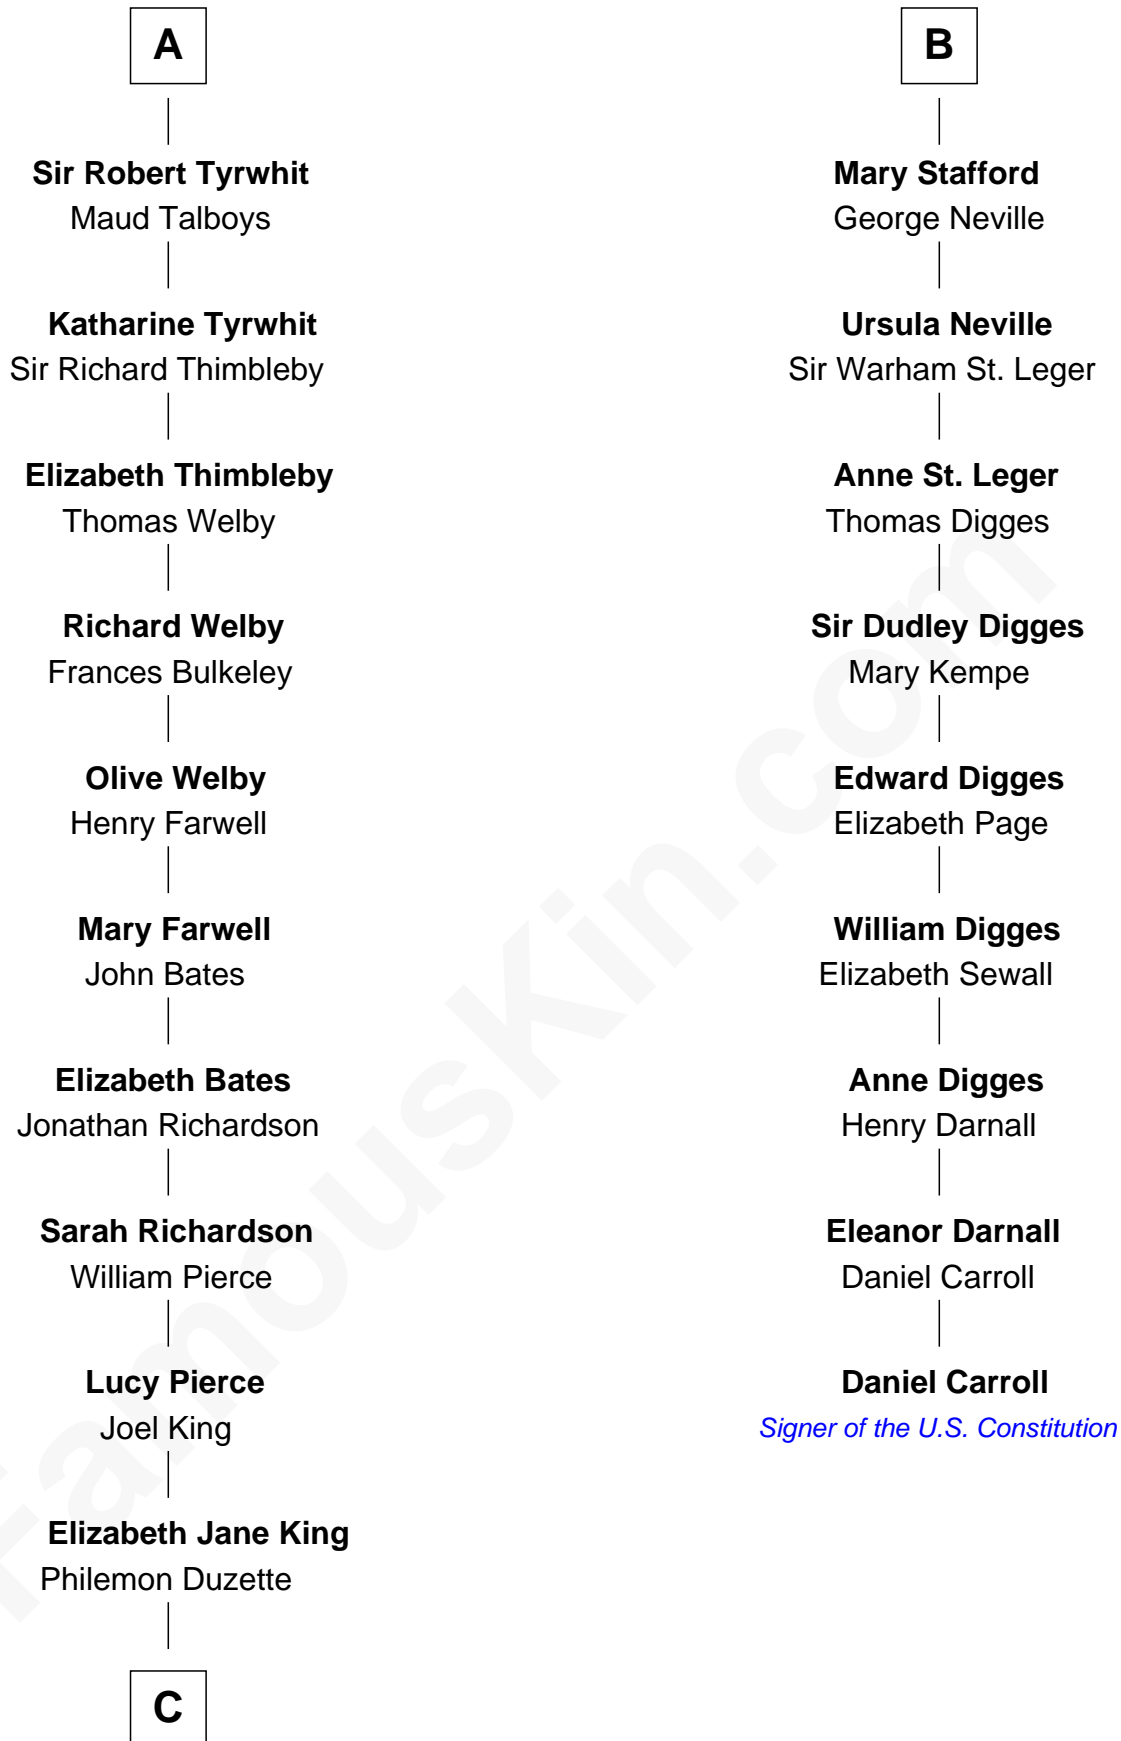 A
Sir Robert Tyrwhit
Maud Talboys
Katharine Tyrwhit
Sir Richard Thimbleby
Elizabeth Thimbleby
Thomas Welby
Richard Welby
Frances Bulkeley
Olive Welby
Henry Farwell
Mary Farwell
John Bates
Elizabeth Bates
Jonathan Richardson
Sarah Richardson
William Pierce
Lucy Pierce
Joel King
Elizabeth Jane King
Philemon Duzette
C
B
Mary Stafford
George Neville
Ursula Neville
Sir Warham St. Leger
Anne St. Leger
Thomas Digges
Sir Dudley Digges
Mary Kempe
Edward Digges
Elizabeth Page
William Digges
Elizabeth Sewall
Anne Digges
Henry Darnall
Eleanor Darnall
Daniel Carroll
Daniel Carroll
Signer of the U.S. Constitution
FamousKin.com